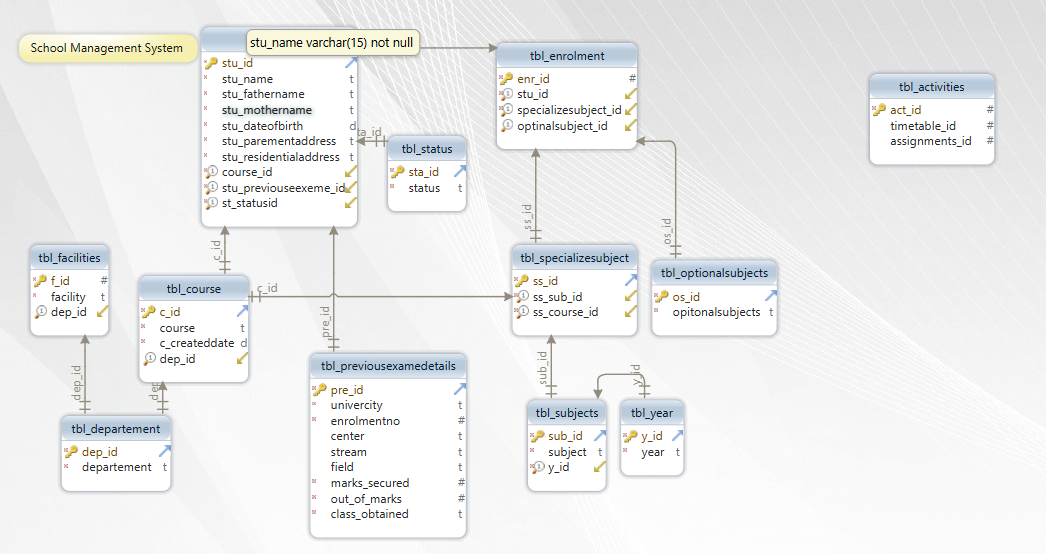 School Management System
stu_name varchar(15) not null
stu_id
stu_name t
stu_fathername t
stu_mothername t
stu_dateofbirth d
stu_parementaddress t
stu_residentialaddress t
course_id
stu_previouseexeme_id
st_statusid
tbl_enrolment
enr_id #
stu_id
specializesubject_id
optinalsubject_id
tbl_activities
act_id #
timetable_id #
assignments_id #
ta_id
tbl_status
sta_id
status t
c_id
ss_id
os_id
tbl_facilities
f_id #
facility t
dep_id
tbl_course
c_id
course t
c_createddate d
dep_id
c_id
tbl_specializesubject
ss_id
ss_sub_id
ss_course_id
tbl_optionalsubjects
os_id
opitonalsubjects t
pre_id
dep_id
dep
sub_id
y_id
tbl_previousexamedetails
pre_id
univercity t
enrolmentno #
center t
stream t
field t
marks_secured #
out_of_marks #
class_obtained t
tbl_departement
dep_id
departement t
tbl_subjects
sub_id
subject t
y_id
tbl_year
y_id
year t